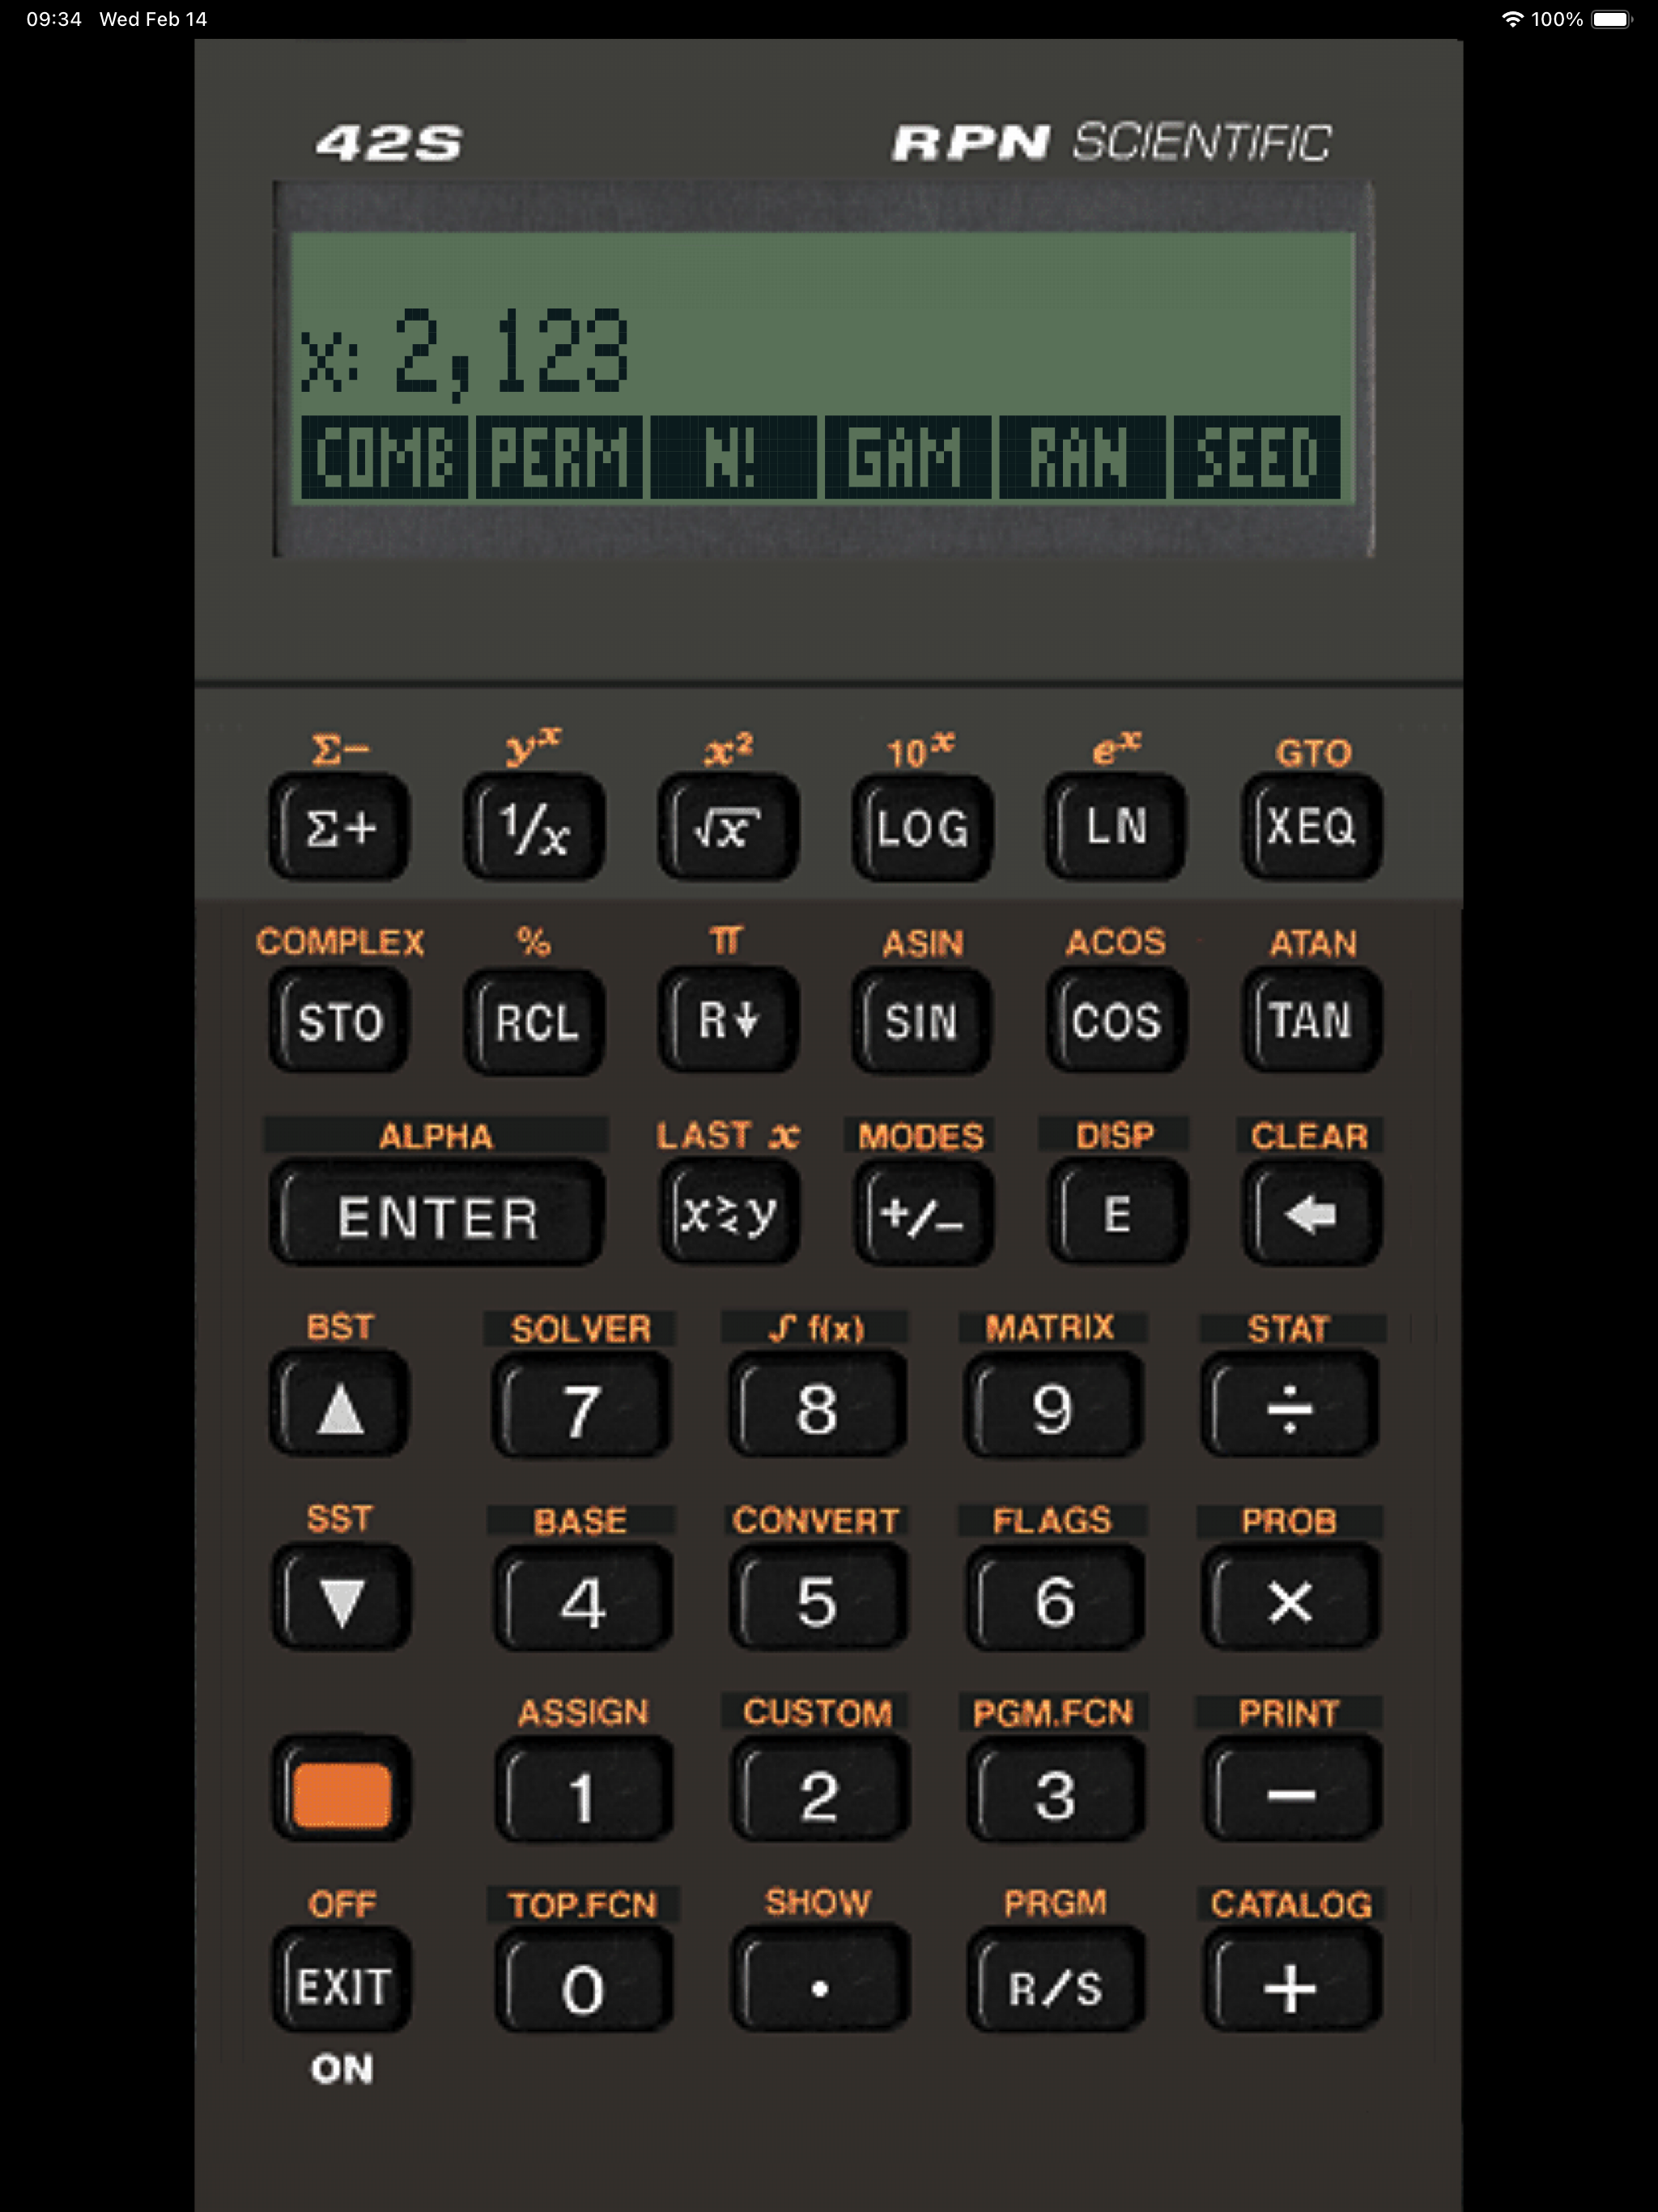 09:34 Wed Feb 14 100%
42S RPN SCIENTIFIC
x: 2,123
COMB PERM N! GAM RAN SEED
Σ− yˣ x² 10ˣ eˣ GTO
Σ+ 1/x √x LOG LN XEQ
COMPLEX % π ASIN ACOS ATAN
STO RCL R↓ SIN COS TAN
ALPHA LAST x MODES DISP CLEAR
ENTER x≷y +/− E ←
BST SOLVER ∫ f(x) MATRIX STAT
▲ 7 8 9 ÷
SST BASE CONVERT FLAGS PROB
▼ 4 5 6 ×
ASSIGN CUSTOM PGM.FCN PRINT
1 2 3 −
OFF TOP.FCN SHOW PRGM CATALOG
EXIT 0 · R/S +
ON